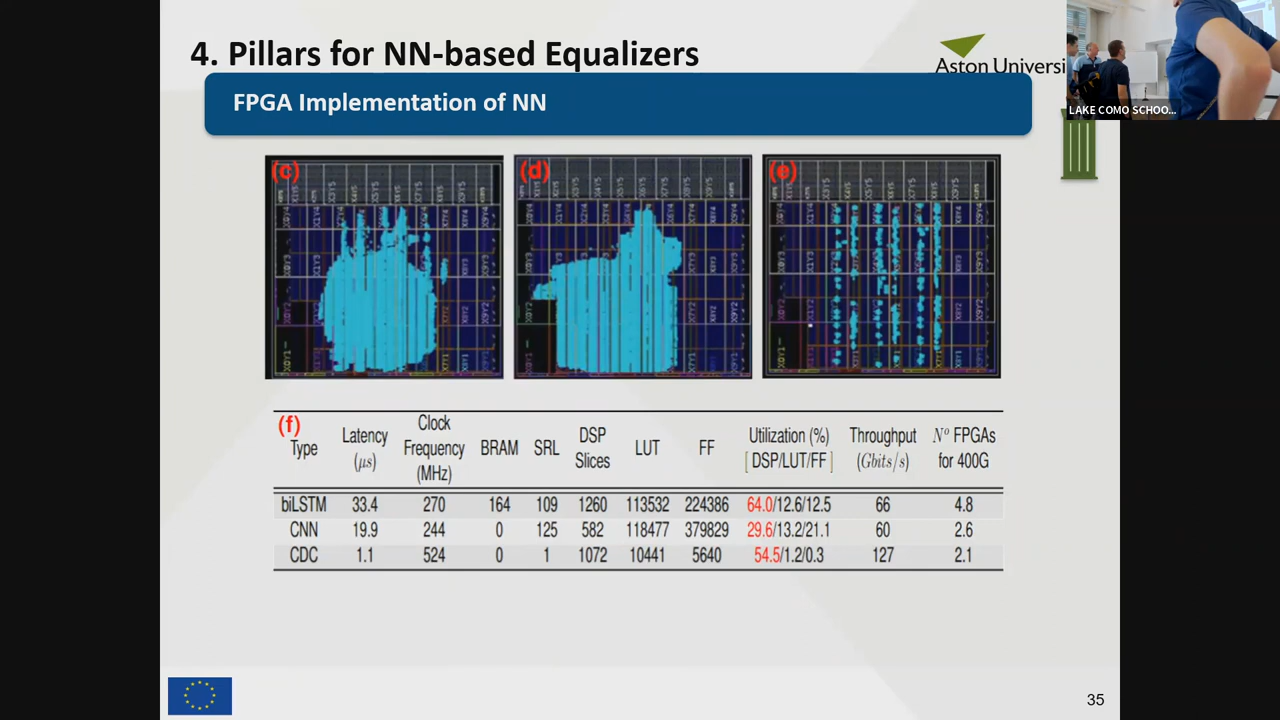 4. Pillars for NN-based Equalizers
Aston Universi
FPGA Implementation of NN
LAKE COMO SCHOO...
(c)
(d)
(e)
(f)
Type Latency (μs) Clock Frequency (MHz) BRAM SRL DSP Slices LUT FF Utilization (%) [ DSP/LUT/FF ] Throughput (Gbits/s) Nº FPGAs for 400G
biLSTM 33.4 270 164 109 1260 113532 224386 64.0/12.6/12.5 66 4.8
CNN 19.9 244 0 125 582 118477 379829 29.6/13.2/21.1 60 2.6
CDC 1.1 524 0 1 1072 10441 5640 54.5/1.2/0.3 127 2.1
35